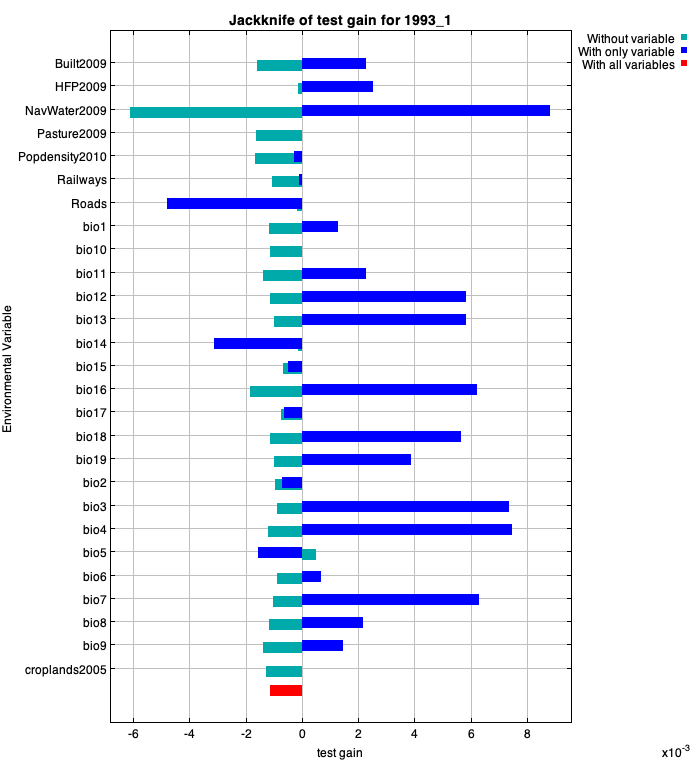 Jackknife of test gain for 1993_1
Without variable
With only variable
With all variables
Environmental Variable
Built2009
HFP2009
NavWater2009
Pasture2009
Popdensity2010
Railways
Roads
bio1
bio10
bio11
bio12
bio13
bio14
bio15
bio16
bio17
bio18
bio19
bio2
bio3
bio4
bio5
bio6
bio7
bio8
bio9
croplands2005
-6 -4 -2 0 2 4 6 8
test gain
x10⁻³